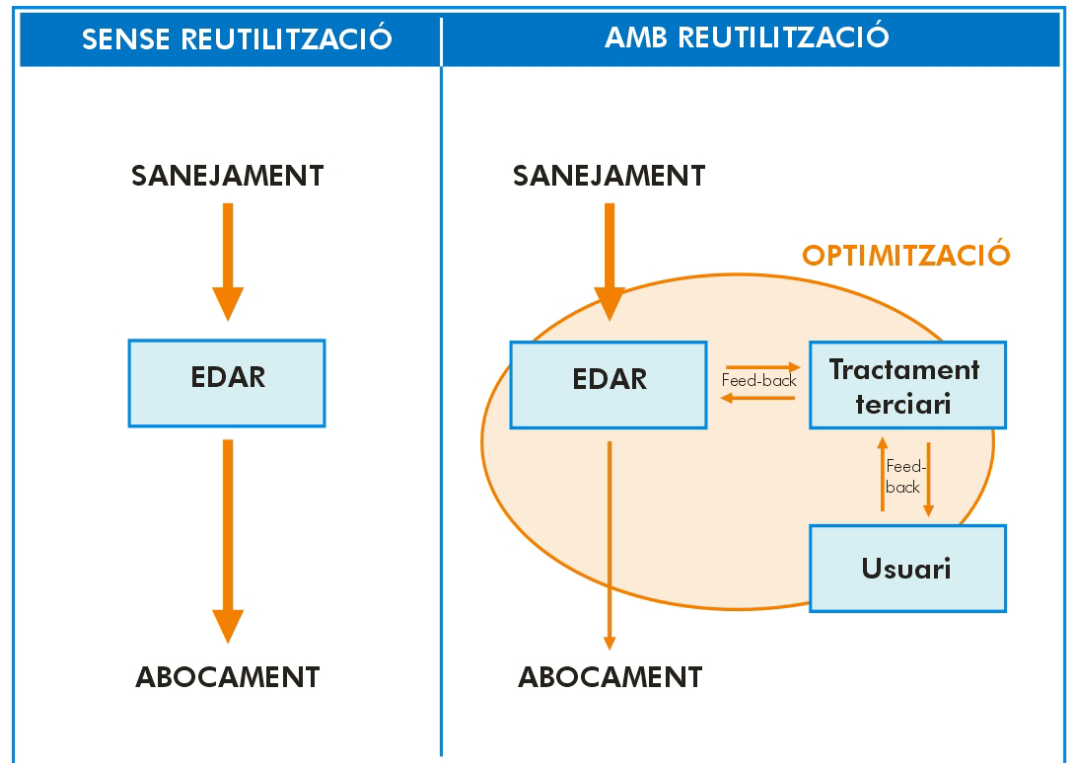 SENSE REUTILITZACIÓ
AMB REUTILITZACIÓ
SANEJAMENT
EDAR
ABOCAMENT
SANEJAMENT
OPTIMITZACIÓ
EDAR
Feed-back
Tractament
terciari
Feed-
back
Usuari
ABOCAMENT